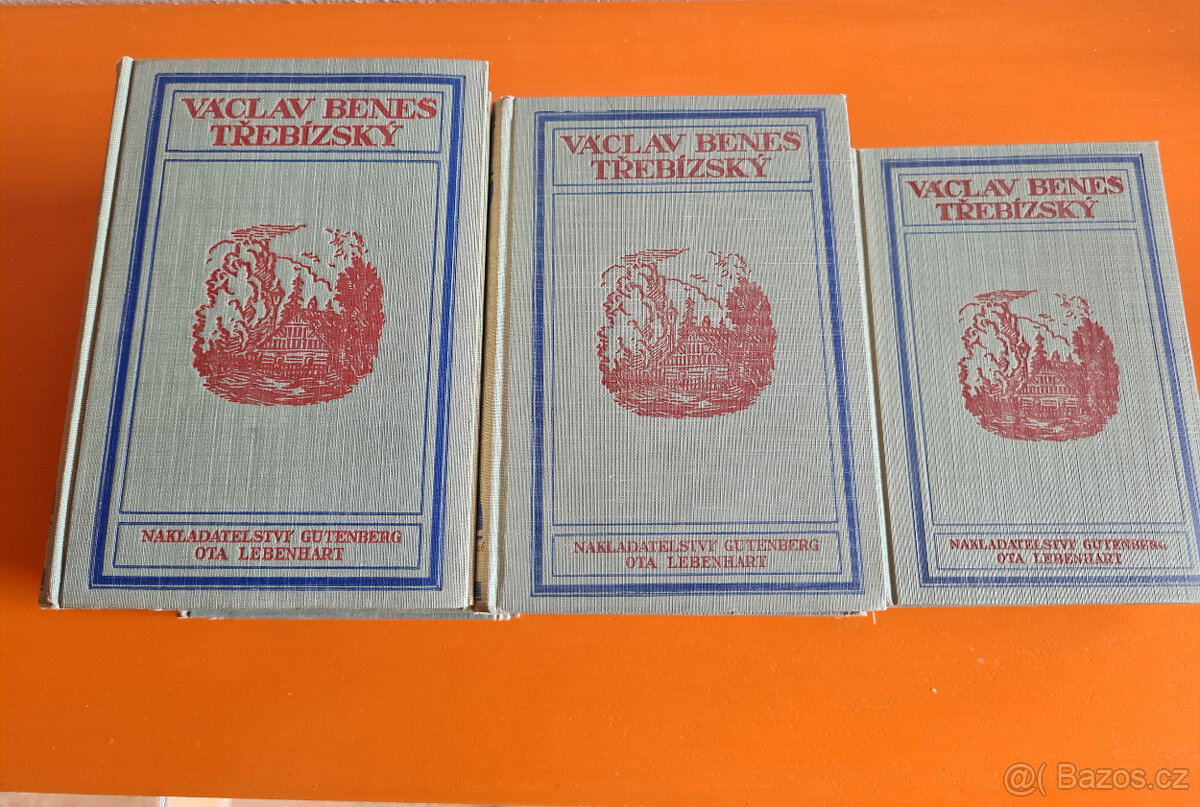 VÁCLAV BENEŠ
TŘEBÍZSKÝ
NAKLADATELSTVÍ GUTENBERG
OTA LEBENHART
VÁCLAV BENEŠ
TŘEBÍZSKÝ
NAKLADATELSTVÍ GUTENBERG
OTA LEBENHART
VÁCLAV BENEŠ
TŘEBÍZSKÝ
NAKLADATELSTVÍ GUTENBERG
OTA LEBENHART
@( Bazos.cz